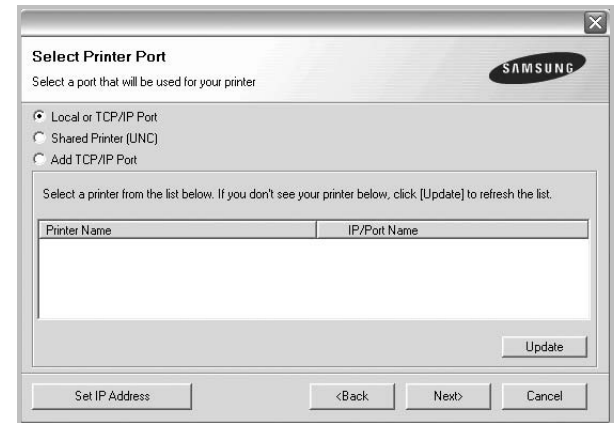 Select Printer Port
SAMSUNG
Select a port that will be used for your printer
Local or TCP/IP Port
Shared Printer (UNC)
Add TCP/IP Port
Select a printer from the list below. If you don't see your printer below, click [Update] to refresh the list.
Printer Name IP/Port Name
Update
Set IP Address <Back Next> Cancel